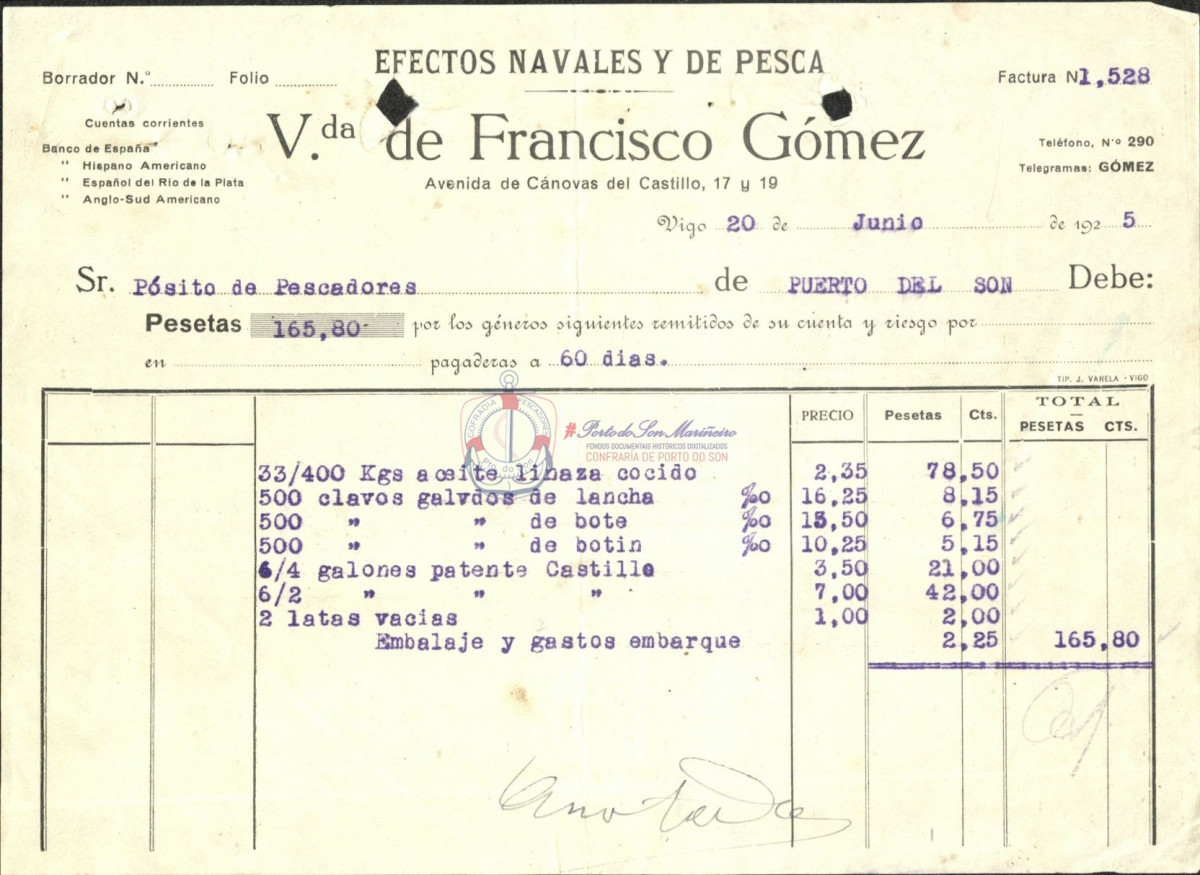 EFECTOS NAVALES Y DE PESCA
Borrador N.º Folio
Factura N 1,528
Cuentas corrientes
Banco de España
" Hispano Americano
" Español del Rio de la Plata
" Anglo-Sud Americano
V.da de Francisco Gómez
Avenida de Cánovas del Castillo, 17 y 19
Teléfono, N.º 290
Telegramas: GÓMEZ
Vigo 20 de Junio de 1925
Sr. Pósito de Pescadores de PUERTO DEL SON Debe:
Pesetas 165,80 por los géneros siguientes remitidos de su cuenta y riesgo por
en pagaderas a 60 dias.
TIP. J. VARELA - VIGO
PRECIO Pesetas Cts. TOTAL
PESETAS CTS.
COFRADIA PESCADORES
Pto. do Son
#Porto do Son Mariñeiro
FONDOS DOCUMENTAIS HISTÓRICOS DIXITALIZADOS
CONFRARÍA DE PORTO DO SON
33/400 Kgs aceite linaza cocido 2,35 78,50
500 clavos galvdos de lancha %o 16,25 8,15
500 " " de bote %o 13,50 6,75
500 " " de botin %o 10,25 5,15
6/4 galones patente Castillo 3,50 21,00
6/2 " " " 7,00 42,00
2 latas vacias 1,00 2,00
Embalaje y gastos embarque 2,25 165,80